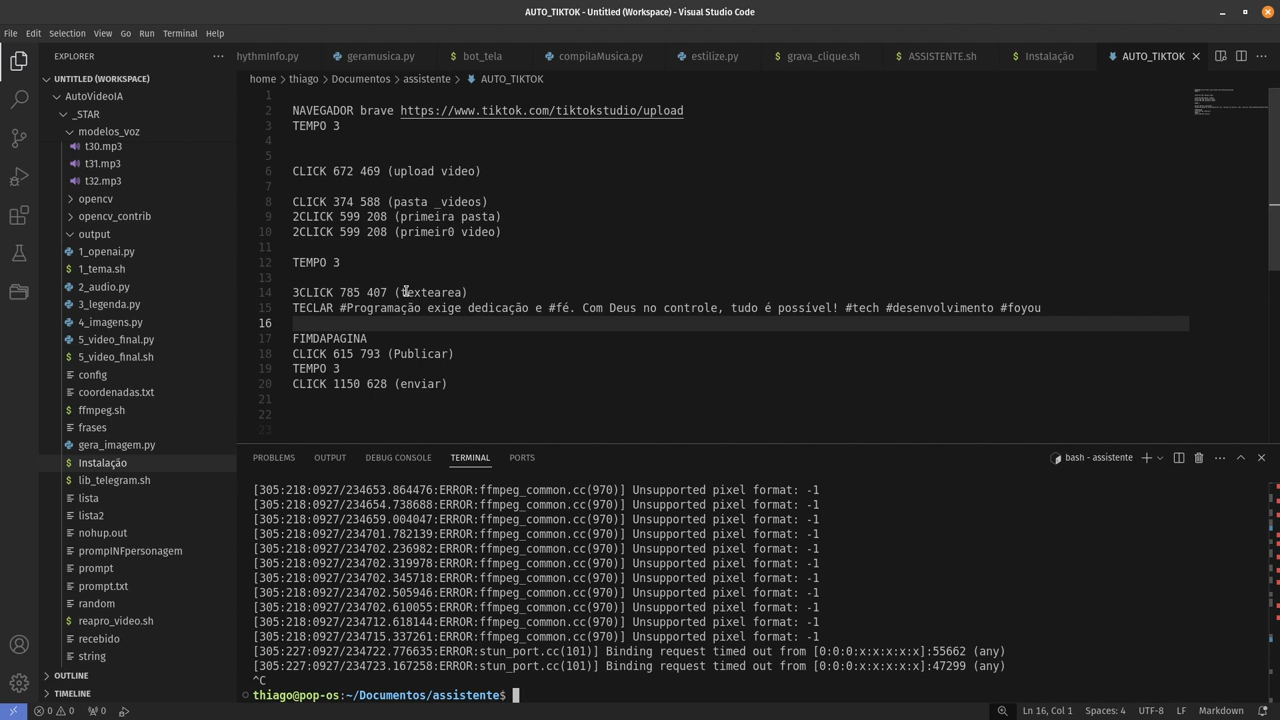 AUTO_TIKTOK - Untitled (Workspace) - Visual Studio Code
File Edit Selection View Go Run Terminal Help
EXPLORER
hythmInfo.py geramusica.py bot_tela compilaMusica.py estilize.py grava_clique.sh ASSISTENTE.sh Instalação AUTO_TIKTOK
UNTITLED (WORKSPACE)
home > thiago > Documentos > assistente > AUTO_TIKTOK
AutoVideoIA
_STAR
modelos_voz
t30.mp3
t31.mp3
t32.mp3
opencv
opencv_contrib
output
1_openai.py
1_tema.sh
2_audio.py
3_legenda.py
4_imagens.py
5_video_final.py
5_video_final.sh
config
coordenadas.txt
ffmpeg.sh
frases
gera_imagem.py
Instalação
lib_telegram.sh
lista
lista2
nohup.out
prompINFpersonagem
prompt
prompt.txt
random
reapro_video.sh
recebido
string
OUTLINE
TIMELINE
1
2 NAVEGADOR brave https://www.tiktok.com/tiktokstudio/upload
3 TEMPO 3
4
5
6 CLICK 672 469 (upload video)
7
8 CLICK 374 588 (pasta _videos)
9 2CLICK 599 208 (primeira pasta)
10 2CLICK 599 208 (primeir0 video)
11
12 TEMPO 3
13
14 3CLICK 785 407 (textearea)
15 TECLAR #Programação exige dedicação e #fé. Com Deus no controle, tudo é possível! #tech #desenvolvimento #foyou
16
17 FIMDAPAGINA
18 CLICK 615 793 (Publicar)
19 TEMPO 3
20 CLICK 1150 628 (enviar)
21
22
23
PROBLEMS OUTPUT DEBUG CONSOLE TERMINAL PORTS
bash - assistente
[305:218:0927/234653.864476:ERROR:ffmpeg_common.cc(970)] Unsupported pixel format: -1
[305:218:0927/234654.738688:ERROR:ffmpeg_common.cc(970)] Unsupported pixel format: -1
[305:218:0927/234659.004047:ERROR:ffmpeg_common.cc(970)] Unsupported pixel format: -1
[305:218:0927/234701.782139:ERROR:ffmpeg_common.cc(970)] Unsupported pixel format: -1
[305:218:0927/234702.236982:ERROR:ffmpeg_common.cc(970)] Unsupported pixel format: -1
[305:218:0927/234702.319978:ERROR:ffmpeg_common.cc(970)] Unsupported pixel format: -1
[305:218:0927/234702.345718:ERROR:ffmpeg_common.cc(970)] Unsupported pixel format: -1
[305:218:0927/234702.505946:ERROR:ffmpeg_common.cc(970)] Unsupported pixel format: -1
[305:218:0927/234702.610055:ERROR:ffmpeg_common.cc(970)] Unsupported pixel format: -1
[305:218:0927/234712.618144:ERROR:ffmpeg_common.cc(970)] Unsupported pixel format: -1
[305:218:0927/234715.337261:ERROR:ffmpeg_common.cc(970)] Unsupported pixel format: -1
[305:227:0927/234722.776635:ERROR:stun_port.cc(101)] Binding request timed out from [0:0:0:x:x:x:x:x]:55662 (any)
[305:227:0927/234723.167258:ERROR:stun_port.cc(101)] Binding request timed out from [0:0:0:x:x:x:x:x]:47299 (any)
^C
thiago@pop-os:~/Documentos/assistente$
0 0 0 Ln 16, Col 1 Spaces: 4 UTF-8 LF Markdown